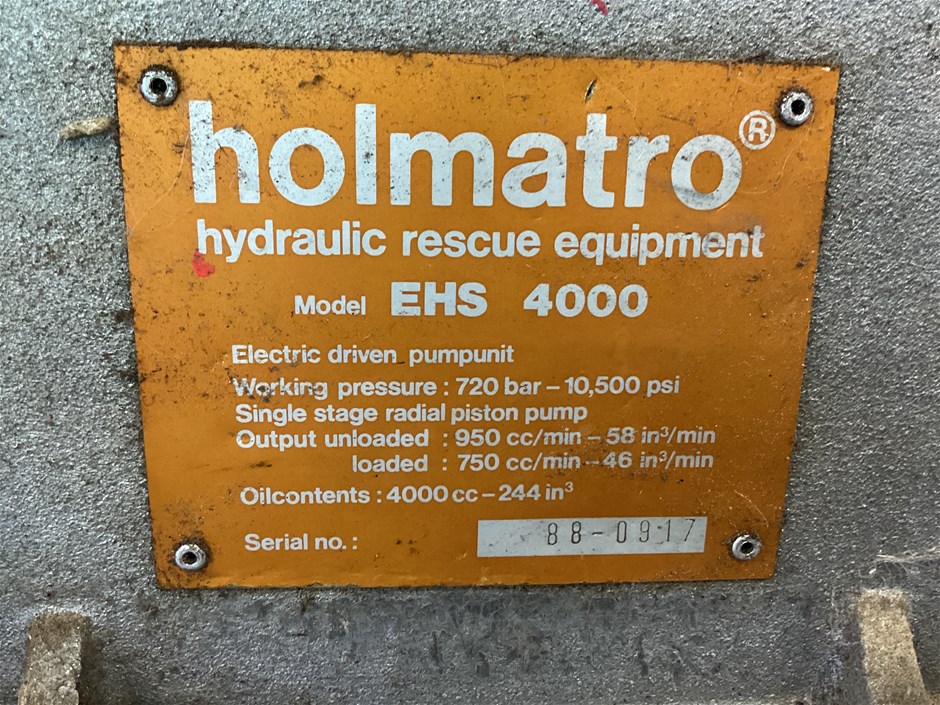 holmatro®
hydraulic rescue equipment
Model EHS 4000
Electric driven pumpunit
Working pressure : 720 bar – 10,500 psi
Single stage radial piston pump
Output unloaded : 950 cc/min – 58 in³/min
loaded : 750 cc/min – 46 in³/min
Oilcontents : 4000 cc – 244 in³
Serial no. : 88-0917